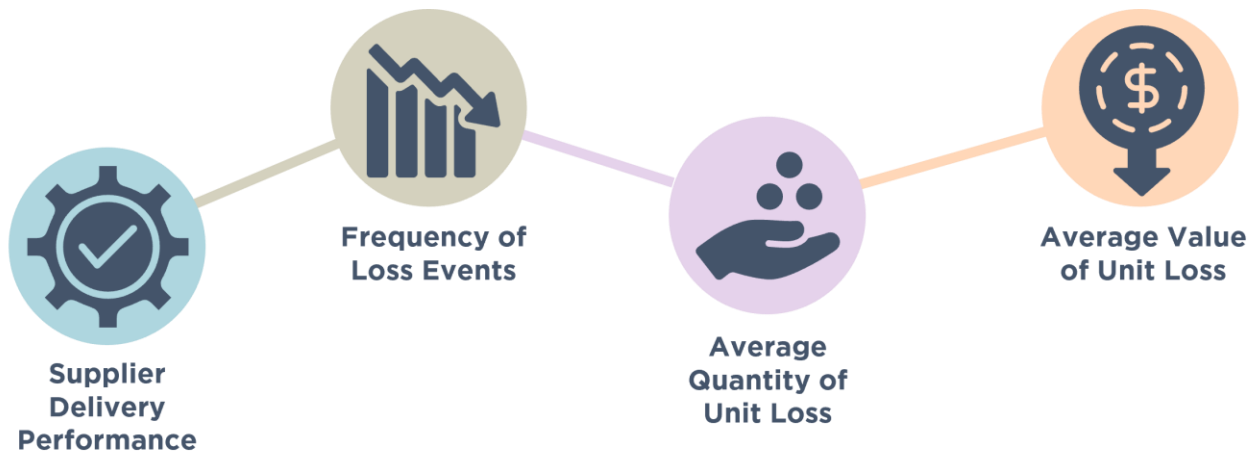 Supplier
Delivery
Performance
Frequency of
Loss Events
Average
Quantity of
Unit Loss
$
Average Value
of Unit Loss